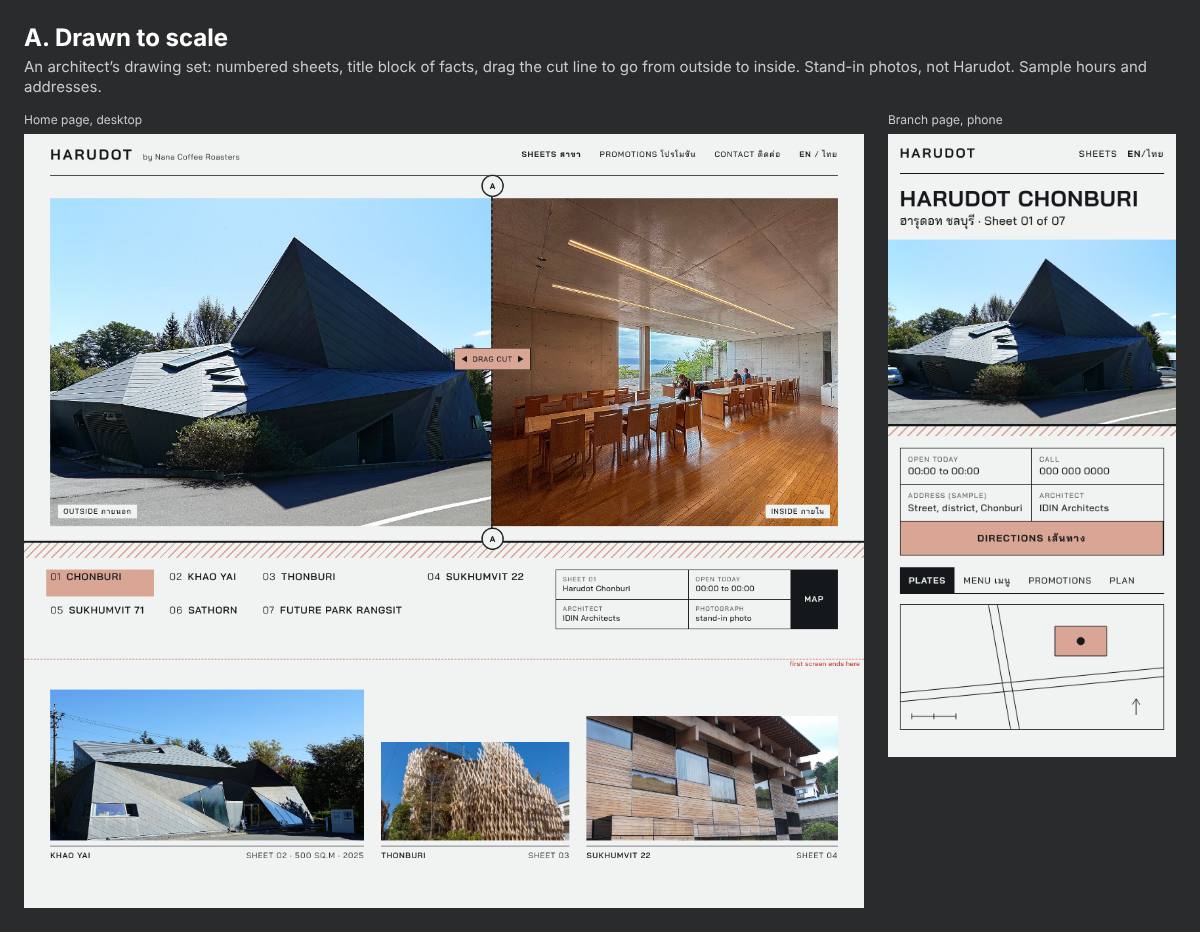 A. Drawn to scale
An architect's drawing set: numbered sheets, title block of facts, drag the cut line to go from outside to inside. Stand-in photos, not Harudot. Sample hours and
addresses.
Home page, desktop
HARUDOT by Nana Coffee Roasters
SHEETS สาขา PROMOTIONS โปรโมชัน CONTACT ติดต่อ EN / ไทย
A
◀ DRAG CUT ▶
OUTSIDE ภายนอก
INSIDE ภายใน
A
01 CHONBURI 02 KHAO YAI 03 THONBURI 04 SUKHUMVIT 22
05 SUKHUMVIT 71 06 SATHORN 07 FUTURE PARK RANGSIT
SHEET 01 OPEN TODAY
Harudot Chonburi 00:00 to 00:00
MAP
ARCHITECT PHOTOGRAPH
IDIN Architects stand-in photo
first screen ends here
KHAO YAI SHEET 02 · 500 SQ.M · 2025
THONBURI SHEET 03
SUKHUMVIT 22 SHEET 04
Branch page, phone
HARUDOT SHEETS EN/ไทย
HARUDOT CHONBURI
ฮารุดอท ชลบุรี · Sheet 01 of 07
OPEN TODAY CALL
00:00 to 00:00 000 000 0000
ADDRESS (SAMPLE) ARCHITECT
Street, district, Chonburi IDIN Architects
DIRECTIONS เส้นทาง
PLATES MENU เมนู PROMOTIONS PLAN